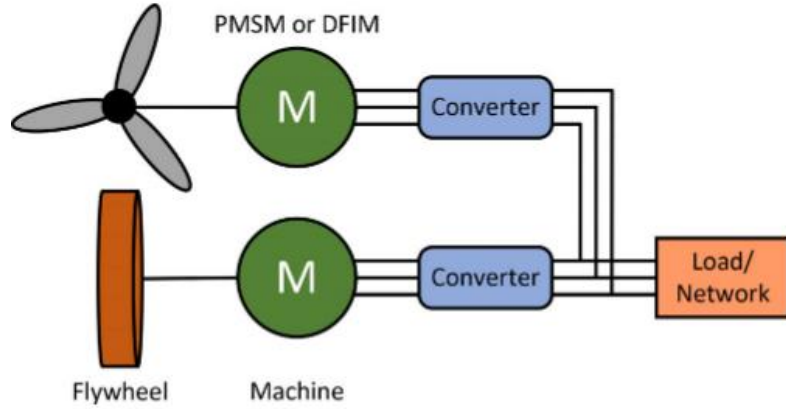 PMSM or DFIM
M
Converter
M
Converter
Load/
Network
Flywheel
Machine